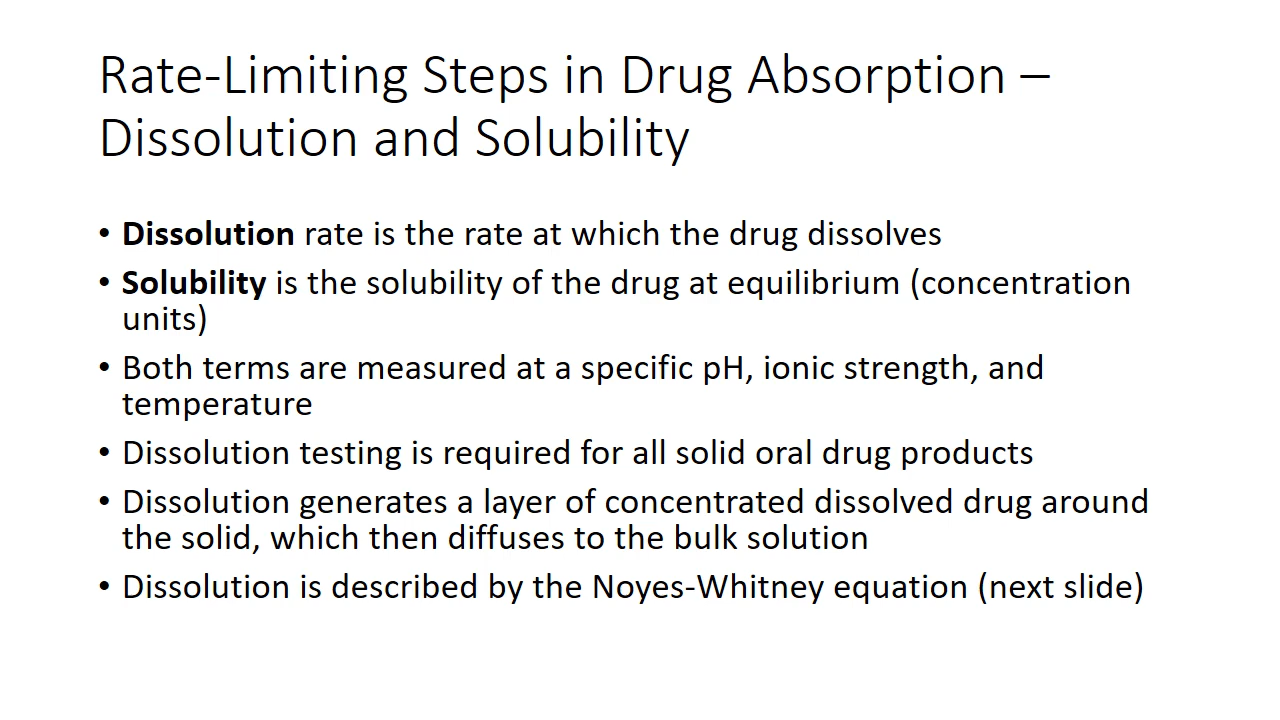 Rate-Limiting Steps in Drug Absorption –
Dissolution and Solubility
• Dissolution rate is the rate at which the drug dissolves
• Solubility is the solubility of the drug at equilibrium (concentration
units)
• Both terms are measured at a specific pH, ionic strength, and
temperature
• Dissolution testing is required for all solid oral drug products
• Dissolution generates a layer of concentrated dissolved drug around
the solid, which then diffuses to the bulk solution
• Dissolution is described by the Noyes-Whitney equation (next slide)